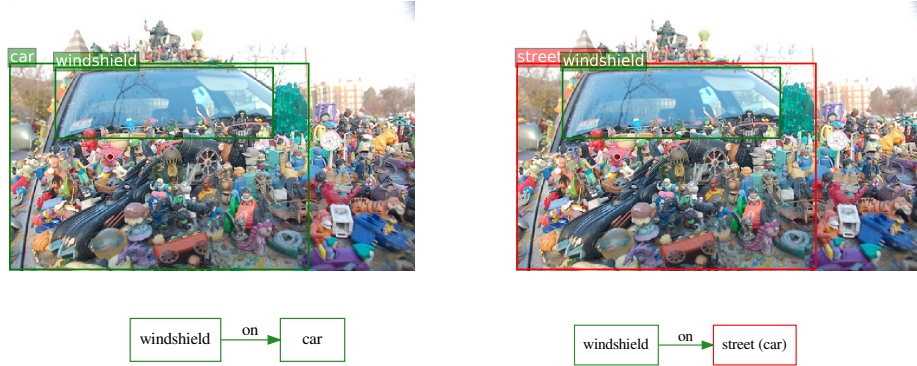 car
windshield
street
windshield
windshield
on
car
windshield
on
street (car)